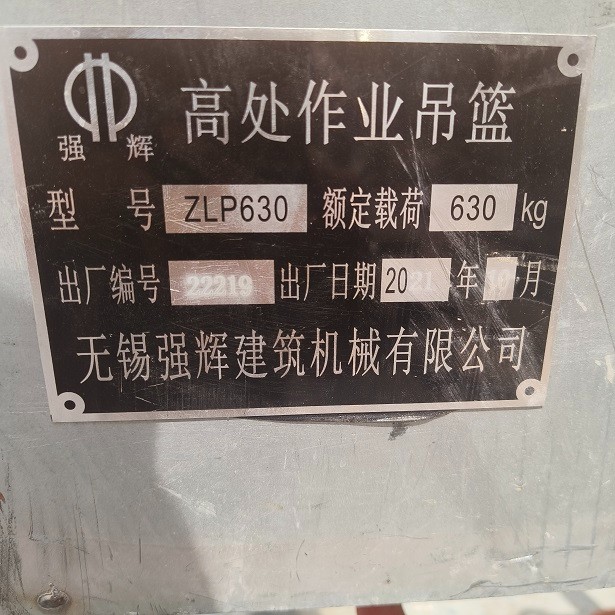 高处作业吊篮
强辉
型号 ZLP630 额定载荷 630 kg
出厂编号 22219 出厂日期 2021 年 10 月
无锡强辉建筑机械有限公司